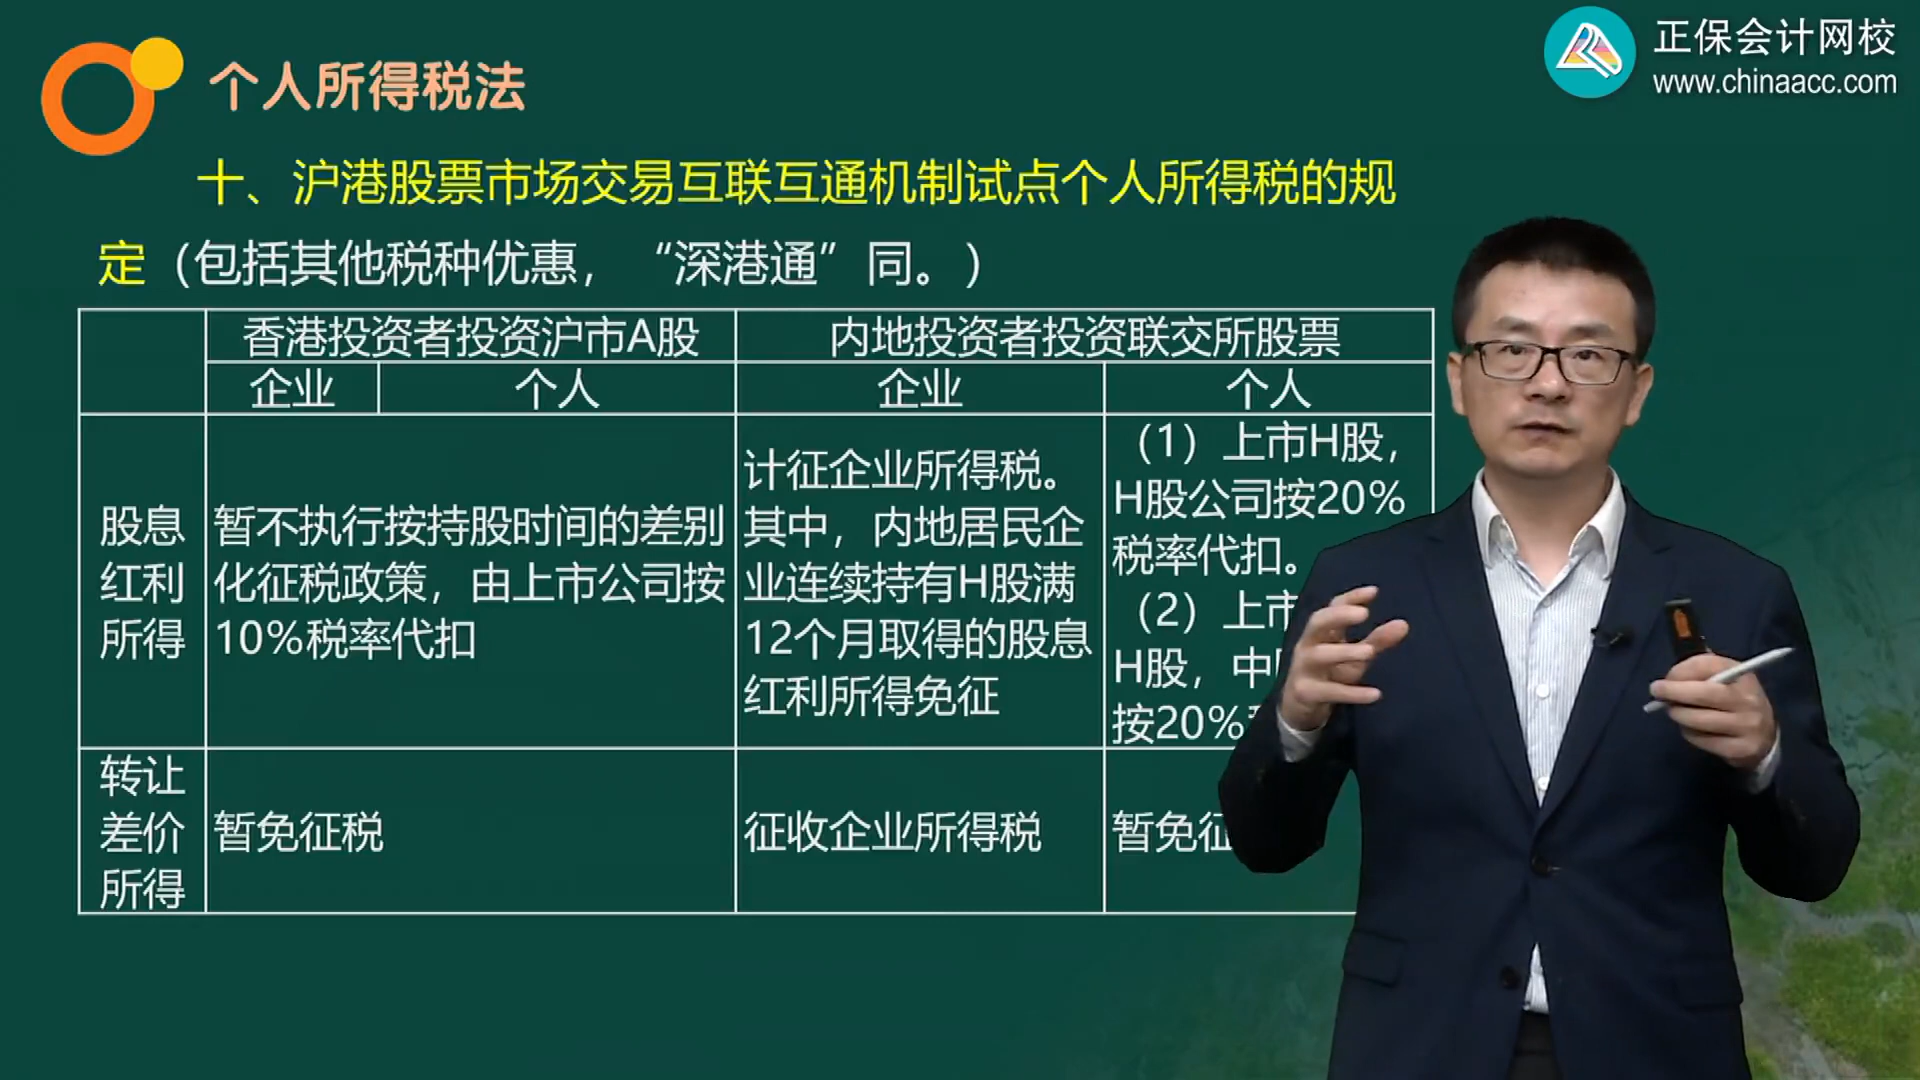 正保会计网校
www.chinaacc.com
个人所得税法
十、沪港股票市场交易互联互通机制试点个人所得税的规
定（包括其他税种优惠，“深港通”同。）
香港投资者投资沪市A股
内地投资者投资联交所股票
企业
个人
企业
个人
股息
红利
所得
暂不执行按持股时间的差别
化征税政策，由上市公司按
10%税率代扣
计征企业所得税。
其中，内地居民企
业连续持有H股满
12个月取得的股息
红利所得免征
（1）上市H股，
H股公司按20%
税率代扣。
（2）上市
H股，中
按20%
转让
差价
所得
暂免征税
征收企业所得税
暂免征